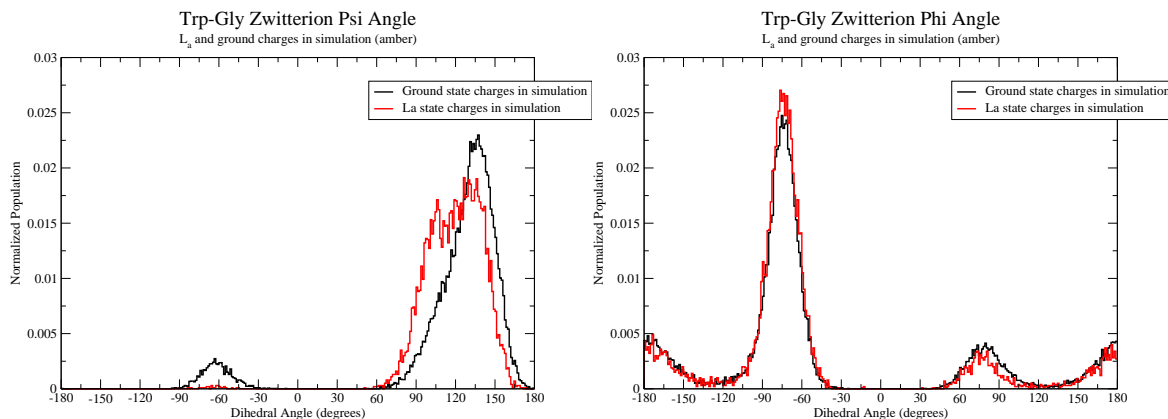 Trp-Gly Zwitterion Psi Angle
La and ground charges in simulation (amber)
0.03
0.025
0.02
0.015
0.01
0.005
0
Normalized Population
Ground state charges in simulation
La state charges in simulation
-180 -150 -120 -90 -60 -30 0 30 60 90 120 150 180
Dihedral Angle (degrees)
Trp-Gly Zwitterion Phi Angle
La and ground charges in simulation (amber)
0.03
0.025
0.02
0.015
0.01
0.005
0
Normalized Population
Ground state charges in simulation
La state charges in simulation
-180 -150 -120 -90 -60 -30 0 30 60 90 120 150 180
Dihedral Angle (degrees)